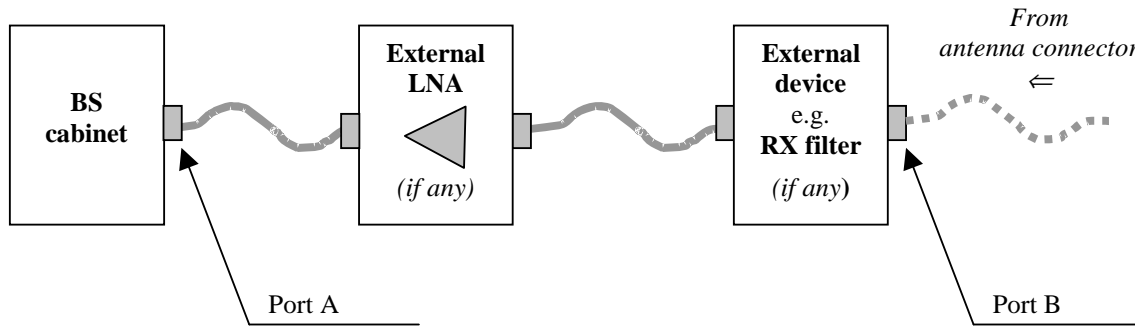 BS
cabinet
External
LNA
(if any)
External
device
e.g.
RX filter
(if any)
From
antenna connector
⇐
Port A
Port B